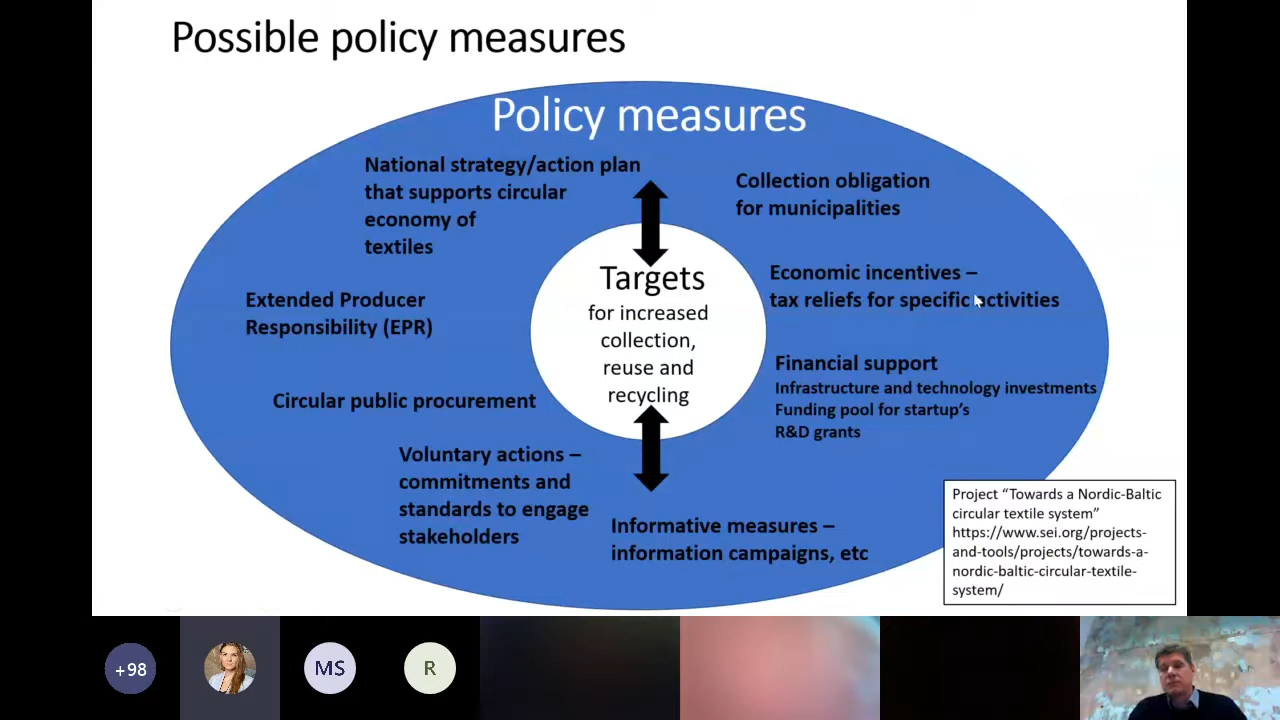 Possible policy measures
Policy measures
National strategy/action plan
that supports circular
economy of
textiles
Collection obligation
for municipalities
Economic incentives –
tax reliefs for specific activities
Extended Producer
Responsibility (EPR)
Targets
for increased
collection,
reuse and
recycling
Financial support
Infrastructure and technology investments
Funding pool for startup's
R&D grants
Circular public procurement
Voluntary actions –
commitments and
standards to engage
stakeholders
Informative measures –
information campaigns, etc
Project “Towards a Nordic-Baltic
circular textile system”
https://www.sei.org/projects-
and-tools/projects/towards-a-
nordic-baltic-circular-textile-
system/
+98
MS
R